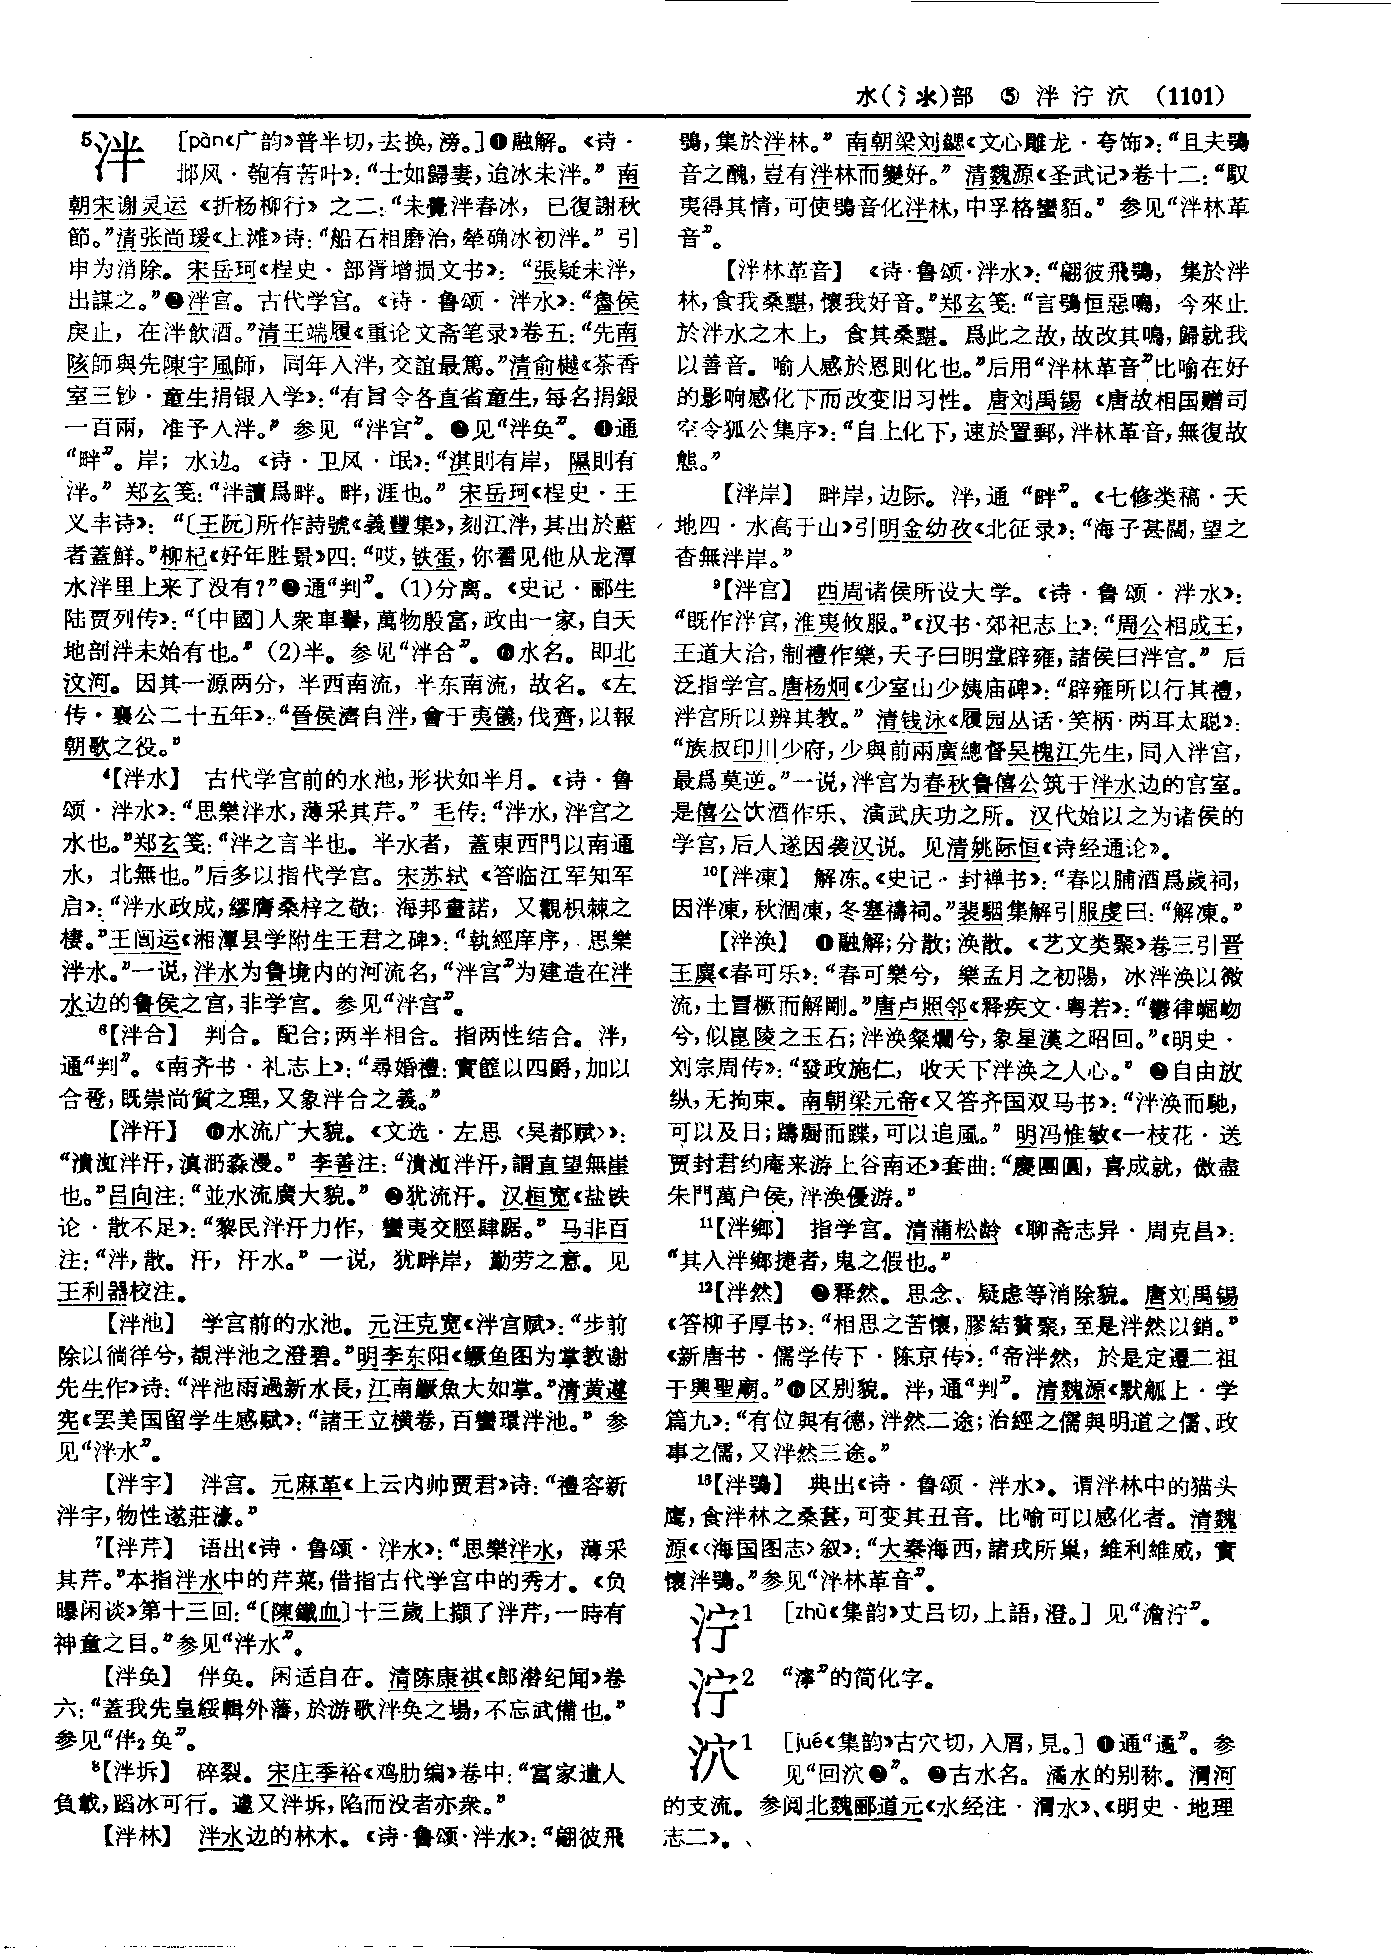 水(氵氺)部 ⑤ 泮 泞 泬 (1101)
⁵泮 [pàn《广韵》普半切,去换,滂。]❶融解。《诗·
邶风·匏有苦叶》:“士如歸妻,迨冰未泮。” 南
朝宋谢灵运《折杨柳行》之二:“未覺泮春冰, 已復謝秋
節。”清张尚瑗《上滩》诗:“船石相磨治,犖确冰初泮。” 引
申为消除。宋岳珂《桯史·部胥增损文书》:“張疑未泮,
出謀之。”❷泮宫。古代学宫。《诗·鲁颂·泮水》:“魯侯
戾止, 在泮飲酒。”清王端履《重论文斋笔录》卷五:“先南
陔師與先陳宇風師, 同年入泮,交誼最篤。”清俞樾《茶香
室三钞·童生捐银入学》:“有旨令各直省童生,每名捐銀
一百兩, 准予入泮。” 参见“泮宫”。❸见“泮奂”。❹通
“畔”。岸; 水边。《诗·卫风·氓》:“淇則有岸, 隰則有
泮。” 郑玄笺:“泮讀爲畔。畔,涯也。” 宋岳珂《桯史·王
义丰诗》: “〔王阮〕所作詩號《義豐集》,刻江泮,其出於藍
者蓋鮮。”柳杞《好年胜景》四:“哎,铁蛋,你看见他从龙潭
水泮里上来了没有?”❺通“判”。(1)分离。《史记·郦生
陆贾列传》:“〔中國〕人衆車轝,萬物殷富,政由一家,自天
地剖泮未始有也。” (2)半。参见“泮合”。❻水名。即北
汶河。因其一源两分, 半西南流, 半东南流,故名。《左
传·襄公二十五年》:“晉侯濟自泮,會于夷儀,伐齊,以報
朝歌之役。”
⁴【泮水】 古代学宫前的水池,形状如半月。《诗·鲁
颂·泮水》:“思樂泮水,薄采其芹。” 毛传:“泮水,泮宫之
水也。”郑玄笺:“泮之言半也。半水者, 蓋東西門以南通
水, 北無也。”后多以指代学宫。宋苏轼《答临江军知军
启》:“泮水政成,繆膺桑梓之敬; 海邦畫諾, 又觀枳棘之
棲。”王闿运《湘潭县学附生王君之碑》:“執經庠序, 思樂
泮水。”一说,泮水为鲁境内的河流名,“泮宫”为建造在泮
水边的鲁侯之宫,非学宫。参见“泮宫”。
⁶【泮合】 判合。配合;两半相合。指两性结合。泮,
通“判”。《南齐书·礼志上》:“尋婚禮: 實篚以四爵,加以
合卺,既崇尚質之理,又象泮合之義。”
【泮汗】 ❶水流广大貌。《文选·左思〈吴都赋〉》:
“潰渱泮汗,滇㴐淼漫。” 李善注:“潰渱泮汗,謂直望無崖
也。”吕向注:“並水流廣大貌。” ❷犹流汗。汉桓宽《盐铁
论·散不足》:“黎民泮汗力作, 蠻夷交脛肆踞。” 马非百
注:“泮,散。汗, 汗水。” 一说, 犹畔岸, 勤劳之意。见
王利器校注。
【泮池】 学宫前的水池。元汪克宽《泮宫赋》:“步前
除以徜徉兮,覩泮池之澄碧。”明李东阳《鳜鱼图为掌教谢
先生作》诗:“泮池雨過新水長,江南鱖魚大如掌。”清黄遵
宪《罢美国留学生感赋》:“諸王立横卷,百蠻環泮池。” 参
见“泮水”。
【泮宇】 泮宫。元麻革《上云内帅贾君》诗:“禮容新
泮宇,物性遂莊濠。”
⁷【泮芹】 语出《诗·鲁颂·泮水》:“思樂泮水, 薄采
其芹。”本指泮水中的芹菜,借指古代学宫中的秀才。《负
曝闲谈》第十三回:“〔陳鐵血〕十三歲上擷了泮芹,一時有
神童之目。”参见“泮水”。
【泮奂】 伴奂。闲适自在。清陈康祺《郎潜纪闻》卷
六:“蓋我先皇綏輯外藩,於游歌泮奂之場,不忘武備也。”
参见“伴₂奂”。
⁸【泮坼】 碎裂。宋庄季裕《鸡肋编》卷中:“富家遺人
負載,蹈冰可行。遽又泮坼,陷而没者亦衆。”
【泮林】 泮水边的林木。《诗·鲁颂·泮水》:“翩彼飛
鴞,集於泮林。” 南朝梁刘勰《文心雕龙·夸饰》:“且夫鴞
音之醜,豈有泮林而變好。” 清魏源《圣武记》卷十二:“馭
夷得其情,可使鴞音化泮林,中孚格蠻貊。” 参见“泮林革
音”。
【泮林革音】 《诗·鲁颂·泮水》:“翩彼飛鴞, 集於泮
林,食我桑黮,懷我好音。”郑玄笺:“言鴞恒惡鳴, 今來止
於泮水之木上, 食其桑黮。爲此之故,故改其鳴,歸就我
以善音。喻人感於恩則化也。”后用“泮林革音”比喻在好
的影响感化下而改变旧习性。唐刘禹锡《唐故相国赠司
空令狐公集序》:“自上化下,速於置郵,泮林革音,無復故
態。”
【泮岸】 畔岸,边际。泮,通“畔”。《七修类稿·天
地四·水高于山》引明金幼孜《北征录》:“海子甚闊,望之
杳無泮岸。”
⁹【泮宫】 西周诸侯所设大学。《诗·鲁颂·泮水》:
“既作泮宫,淮夷攸服。”《汉书·郊祀志上》:“周公相成王,
王道大洽,制禮作樂,天子曰明堂辟雍,諸侯曰泮宫。” 后
泛指学宫。唐杨炯《少室山少姨庙碑》:“辟雍所以行其禮,
泮宫所以辨其教。” 清钱泳《履园丛话·笑柄·两耳太聪》:
“族叔印川少府,少與前兩廣總督吴槐江先生,同入泮宫,
最爲莫逆。”一说,泮宫为春秋鲁僖公筑于泮水边的宫室。
是僖公饮酒作乐、演武庆功之所。汉代始以之为诸侯的
学宫,后人遂因袭汉说。见清姚际恒《诗经通论》。
¹⁰【泮凍】 解冻。《史记·封禅书》:“春以脯酒爲歲祠,
因泮凍,秋涸凍,冬塞禱祠。”裴駰集解引服虔曰:“解凍。”
【泮涣】 ❶融解;分散;涣散。《艺文类聚》卷三引晋
王廙《春可乐》:“春可樂兮, 樂孟月之初陽, 冰泮涣以微
流,土冒橛而解剛。”唐卢照邻《释疾文·粤若》:“鬱律崛岉
兮,似崑陵之玉石;泮涣粲爛兮,象星漢之昭回。”《明史·
刘宗周传》:“發政施仁, 收天下泮涣之人心。” ❷自由放
纵,无拘束。南朝梁元帝《又答齐国双马书》:“泮涣而馳,
可以及日;躊躕而蹀,可以追風。” 明冯惟敏《一枝花·送
贾封君约庵来游上谷南还》套曲:“慶團圓, 喜成就, 傲盡
朱門萬户侯,泮涣優游。”
¹¹【泮鄉】 指学宫。清蒲松龄《聊斋志异·周克昌》:
“其入泮鄉捷者,鬼之假也。”
¹²【泮然】 ❶释然。思念、疑虑等消除貌。唐刘禹锡
《答柳子厚书》:“相思之苦懷,膠結贅聚,至是泮然以銷。”
《新唐书·儒学传下·陈京传》:“帝泮然, 於是定遷二祖
于興聖廟。”❷区别貌。泮,通“判”。清魏源《默觚上·学
篇九》:“有位與有德,泮然二途;治經之儒與明道之儒、政
事之儒,又泮然三途。”
¹³【泮鴞】 典出《诗·鲁颂·泮水》。谓泮林中的猫头
鹰,食泮林之桑葚,可变其丑音。比喻可以感化者。清魏
源《〈海国图志〉叙》:“大秦海西,諸戎所巢,維利維威,實
懷泮鴞。”参见“泮林革音”。
泞¹ [zhù《集韵》丈吕切,上語,澄。] 见“澹泞”。
泞² “濘”的简化字。
泬¹ [jué《集韵》古穴切,入屑,見。]❶通“遹”。参
见“回泬❷”。❷古水名。潏水的别称。渭河
的支流。参阅北魏郦道元《水经注·渭水》、《明史·地理
志二》。